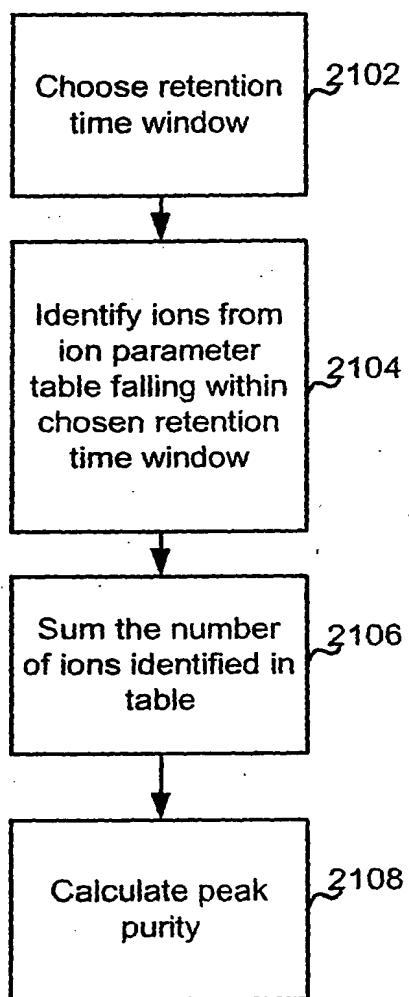 Choose retention
time window
2102
Identify ions from
ion parameter
table falling within
chosen retention
time window
2104
Sum the number
of ions identified in
table
2106
Calculate peak
purity
2108